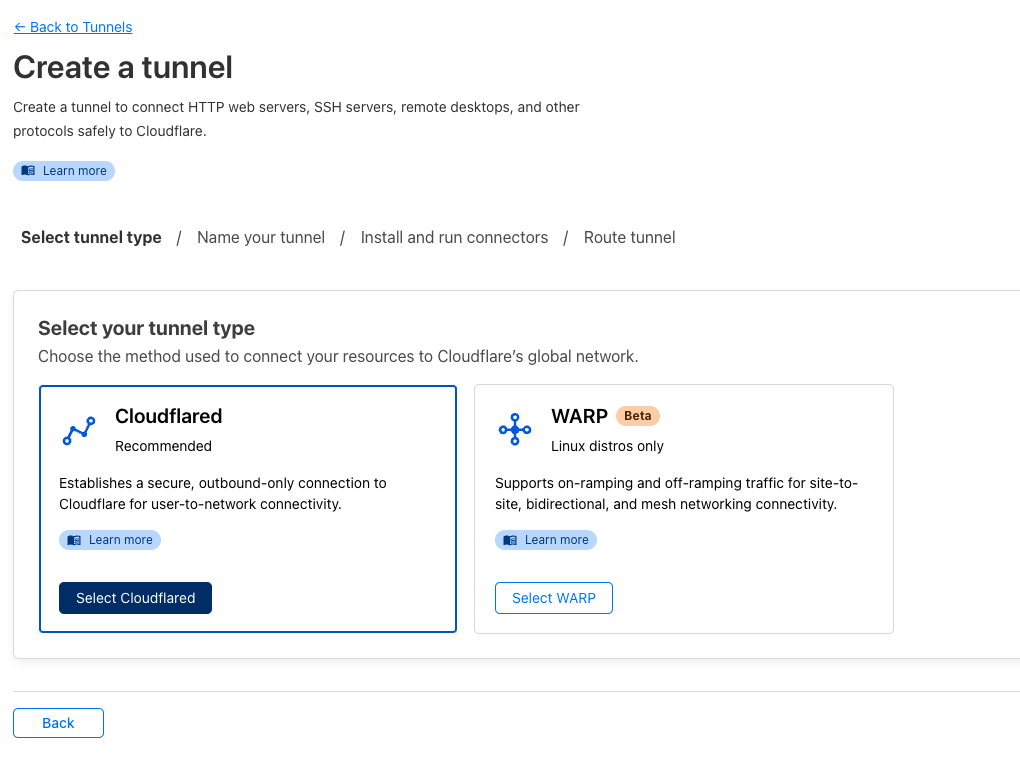 ← Back to Tunnels
Create a tunnel
Create a tunnel to connect HTTP web servers, SSH servers, remote desktops, and other
protocols safely to Cloudflare.
Learn more
Select tunnel type / Name your tunnel / Install and run connectors / Route tunnel
Select your tunnel type
Choose the method used to connect your resources to Cloudflare’s global network.
Cloudflared
Recommended
Establishes a secure, outbound-only connection to
Cloudflare for user-to-network connectivity.
Learn more
Select Cloudflared
WARP Beta
Linux distros only
Supports on-ramping and off-ramping traffic for site-to-
site, bidirectional, and mesh networking connectivity.
Learn more
Select WARP
Back